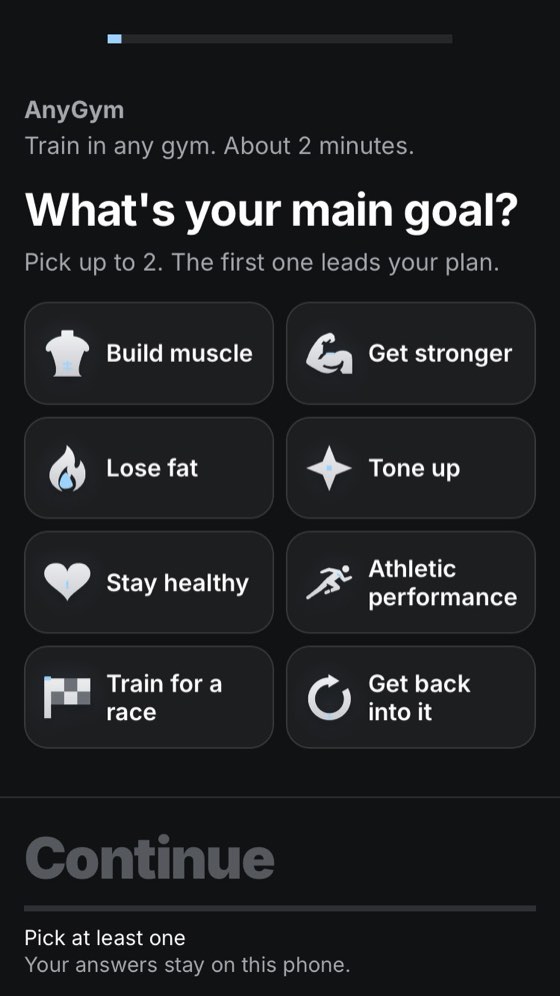 AnyGym
Train in any gym. About 2 minutes.
What's your main goal?
Pick up to 2. The first one leads your plan.
Build muscle
Get stronger
Lose fat
Tone up
Stay healthy
Athletic
performance
Train for a
race
Get back
into it
Continue
Pick at least one
Your answers stay on this phone.